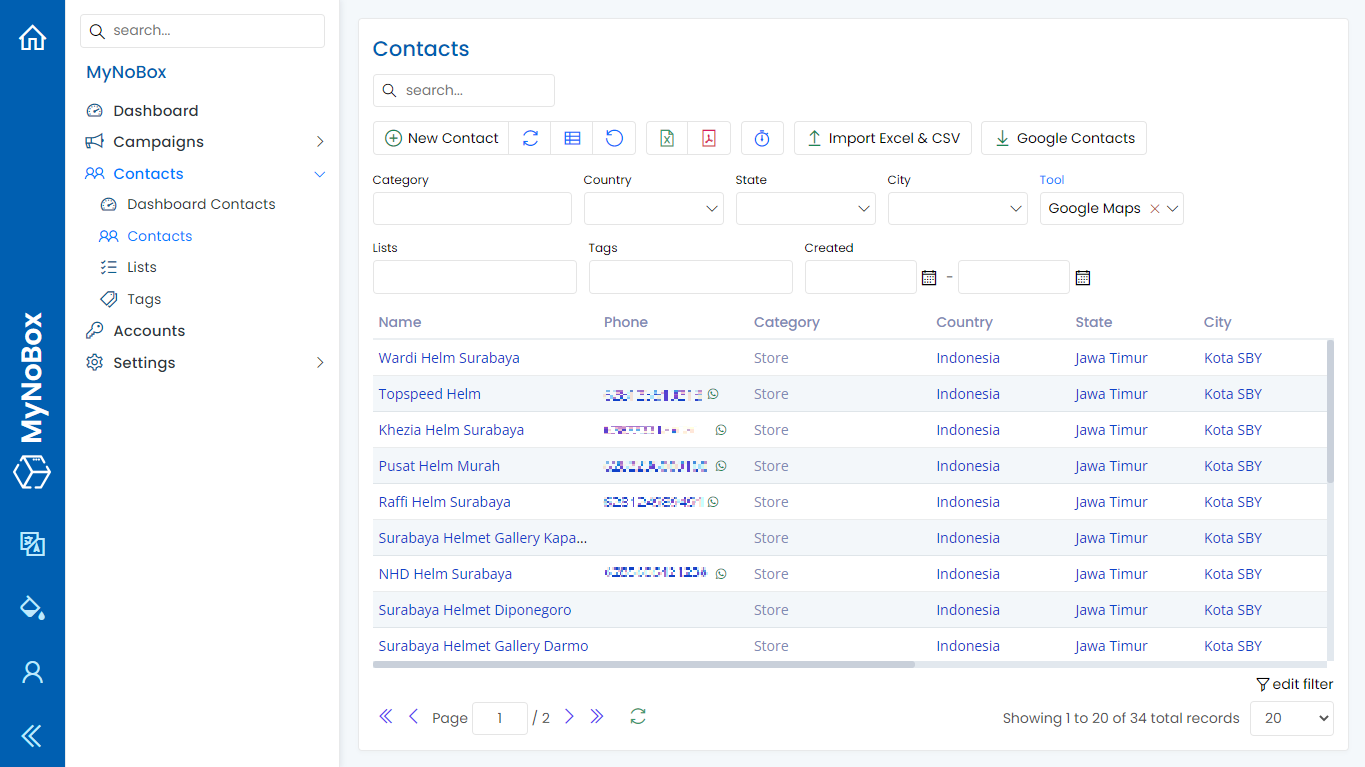 search...
MyNoBox
Dashboard
Campaigns
Contacts
Dashboard Contacts
Contacts
Lists
Tags
Accounts
Settings
MyNoBox
Contacts
search...
New Contact Import Excel & CSV Google Contacts
Category Country State City Tool
Google Maps
Lists Tags Created
-
Name Phone Category Country State City
Wardi Helm Surabaya Store Indonesia Jawa Timur Kota SBY
Topspeed Helm Store Indonesia Jawa Timur Kota SBY
Khezia Helm Surabaya Store Indonesia Jawa Timur Kota SBY
Pusat Helm Murah Store Indonesia Jawa Timur Kota SBY
Raffi Helm Surabaya Store Indonesia Jawa Timur Kota SBY
Surabaya Helmet Gallery Kapa... Store Indonesia Jawa Timur Kota SBY
NHD Helm Surabaya Store Indonesia Jawa Timur Kota SBY
Surabaya Helmet Diponegoro Store Indonesia Jawa Timur Kota SBY
Surabaya Helmet Gallery Darmo Store Indonesia Jawa Timur Kota SBY
edit filter
Page 1 / 2 Showing 1 to 20 of 34 total records 20